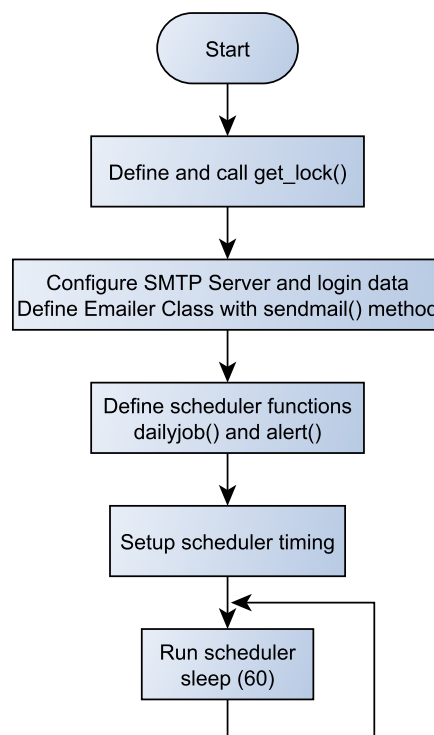 Start
Define and call get_lock()
Configure SMTP Server and login data
Define Emailer Class with sendmail() method
Define scheduler functions
dailyjob() and alert()
Setup scheduler timing
Run scheduler
sleep (60)